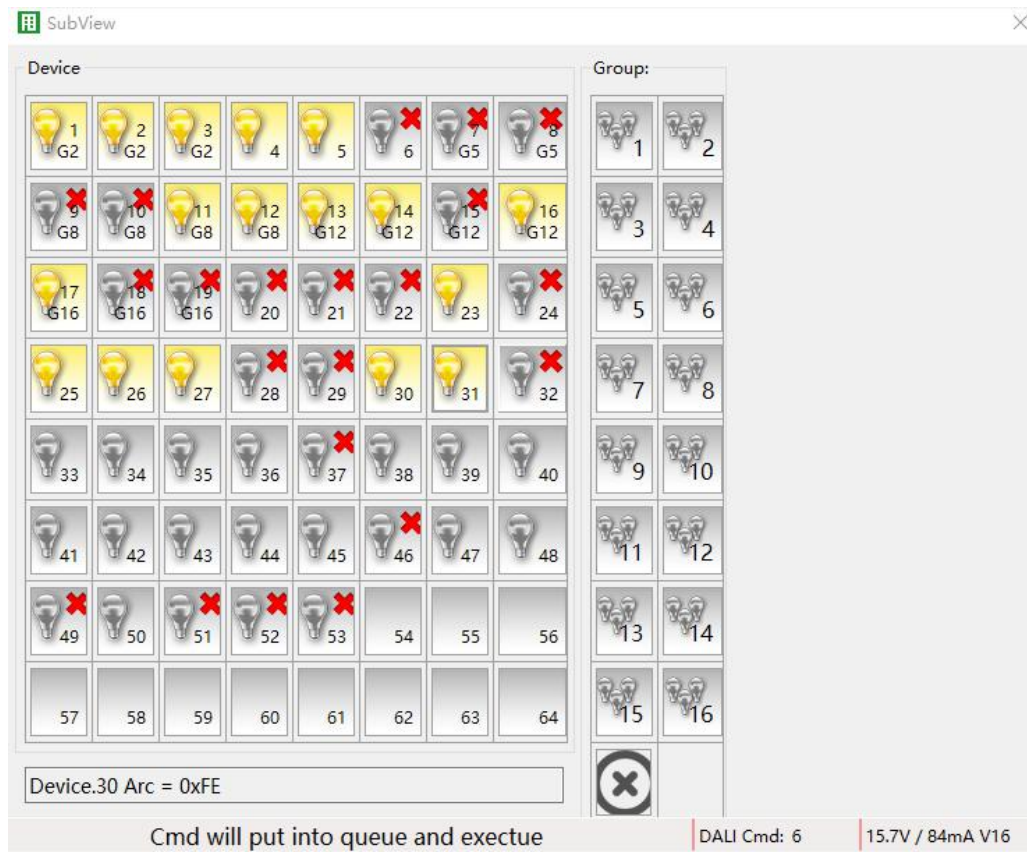 SubView
Device
Group:
1 G2 2 G2 3 G2 4 5 6 7 G5 8 G5
1 2
9 G8 10 G8 11 G8 12 G8 13 G12 14 G12 15 G12 16 G12
3 4
17 G16 18 G16 19 G16 20 21 22 23 24
5 6
25 26 27 28 29 30 31 32
7 8
33 34 35 36 37 38 39 40
9 10
41 42 43 44 45 46 47 48
11 12
49 50 51 52 53 54 55 56
13 14
57 58 59 60 61 62 63 64
15 16
Device.30 Arc = 0xFE
Cmd will put into queue and exectue
DALI Cmd: 6
15.7V / 84mA V16